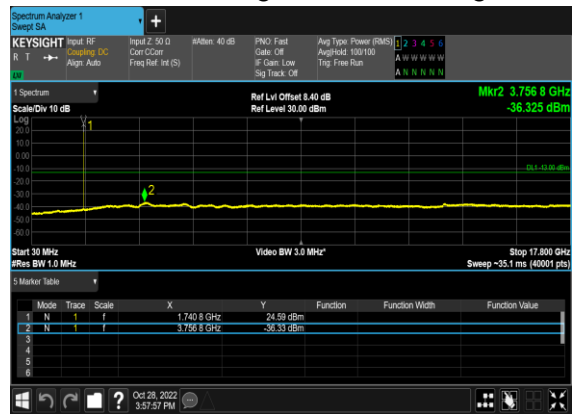 Spectrum Analyzer 1
Swept SA
+
KEYSIGHT Input: RF Input Z: 50 Ω #Atten: 40 dB PNO: Fast Avg Type: Power (RMS) 1 2 3 4 5 6
R T Coupling: DC Corr CCorr Gate: Off Avg|Hold: 100/100 A W W W W W
Align: Auto Freq Ref: Int (S) IF Gain: Low Trig: Free Run
LW Sig Track: Off A N N N N N
1 Spectrum Ref Lvl Offset 8.40 dB Mkr2 3.756 8 GHz
Scale/Div 10 dB Ref Level 30.00 dBm -36.325 dBm
Log
20.0
10.0
0.00
-10.0
-20.0
-30.0
-40.0
-50.0
-60.0
1
DL1 -13.00 dBm
2
Start 30 MHz Video BW 3.0 MHz* Stop 17.800 GHz
#Res BW 1.0 MHz Sweep ~35.1 ms (40001 pts)
5 Marker Table
Mode Trace Scale X Y Function Function Width Function Value
1 N 1 f 1.740 8 GHz 24.59 dBm
2 N 1 f 3.756 8 GHz -36.33 dBm
3
4
5
6
? Oct 28, 2022
3:57:57 PM